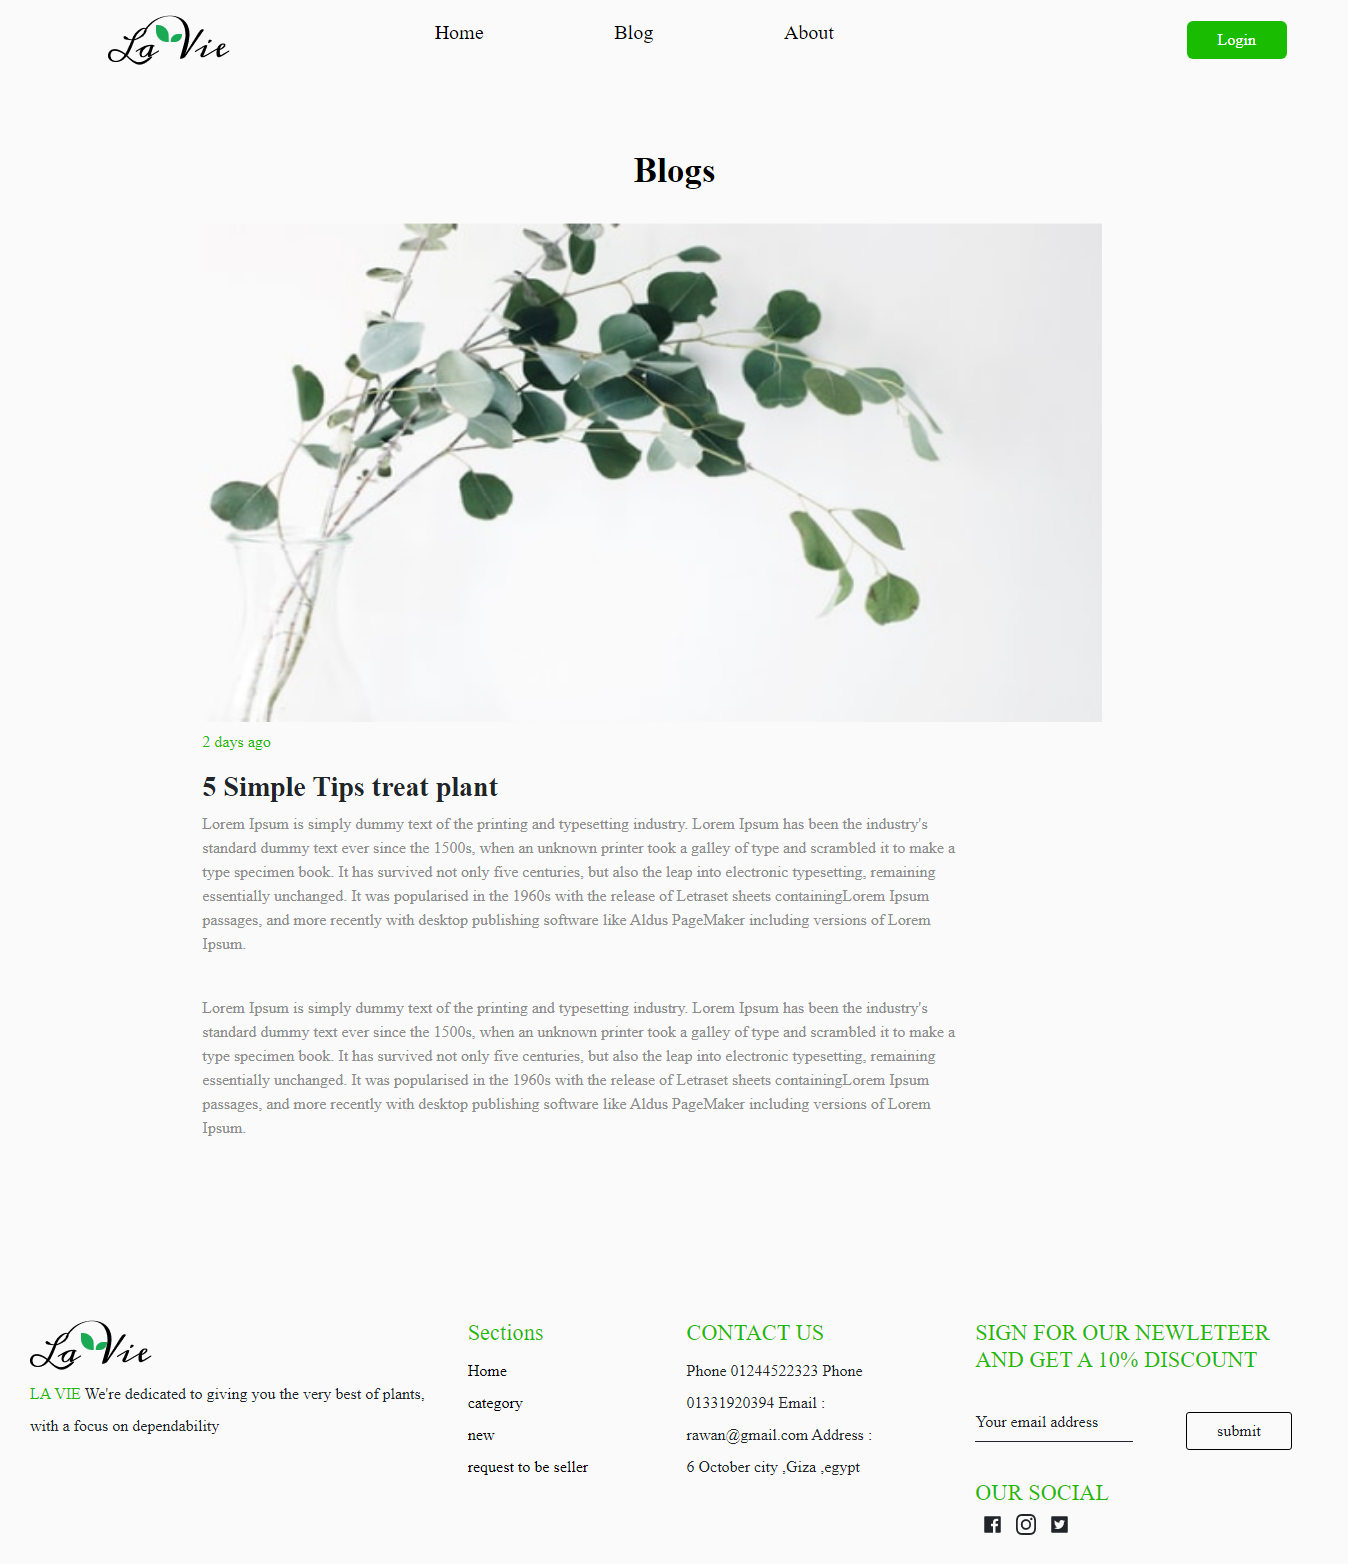 La Vie
Home
Blog
About
Login
Blogs
2 days ago
5 Simple Tips treat plant
Lorem Ipsum is simply dummy text of the printing and typesetting industry. Lorem Ipsum has been the industry's
standard dummy text ever since the 1500s, when an unknown printer took a galley of type and scrambled it to make a
type specimen book. It has survived not only five centuries, but also the leap into electronic typesetting, remaining
essentially unchanged. It was popularised in the 1960s with the release of Letraset sheets containingLorem Ipsum
passages, and more recently with desktop publishing software like Aldus PageMaker including versions of Lorem
Ipsum.
Lorem Ipsum is simply dummy text of the printing and typesetting industry. Lorem Ipsum has been the industry's
standard dummy text ever since the 1500s, when an unknown printer took a galley of type and scrambled it to make a
type specimen book. It has survived not only five centuries, but also the leap into electronic typesetting, remaining
essentially unchanged. It was popularised in the 1960s with the release of Letraset sheets containingLorem Ipsum
passages, and more recently with desktop publishing software like Aldus PageMaker including versions of Lorem
Ipsum.
La Vie
LA VIE We're dedicated to giving you the very best of plants,
with a focus on dependability
Sections
Home
category
new
request to be seller
CONTACT US
Phone 01244522323 Phone
01331920394 Email :
rawan@gmail.com Address :
6 October city ,Giza ,egypt
SIGN FOR OUR NEWLETEER
AND GET A 10% DISCOUNT
Your email address
submit
OUR SOCIAL